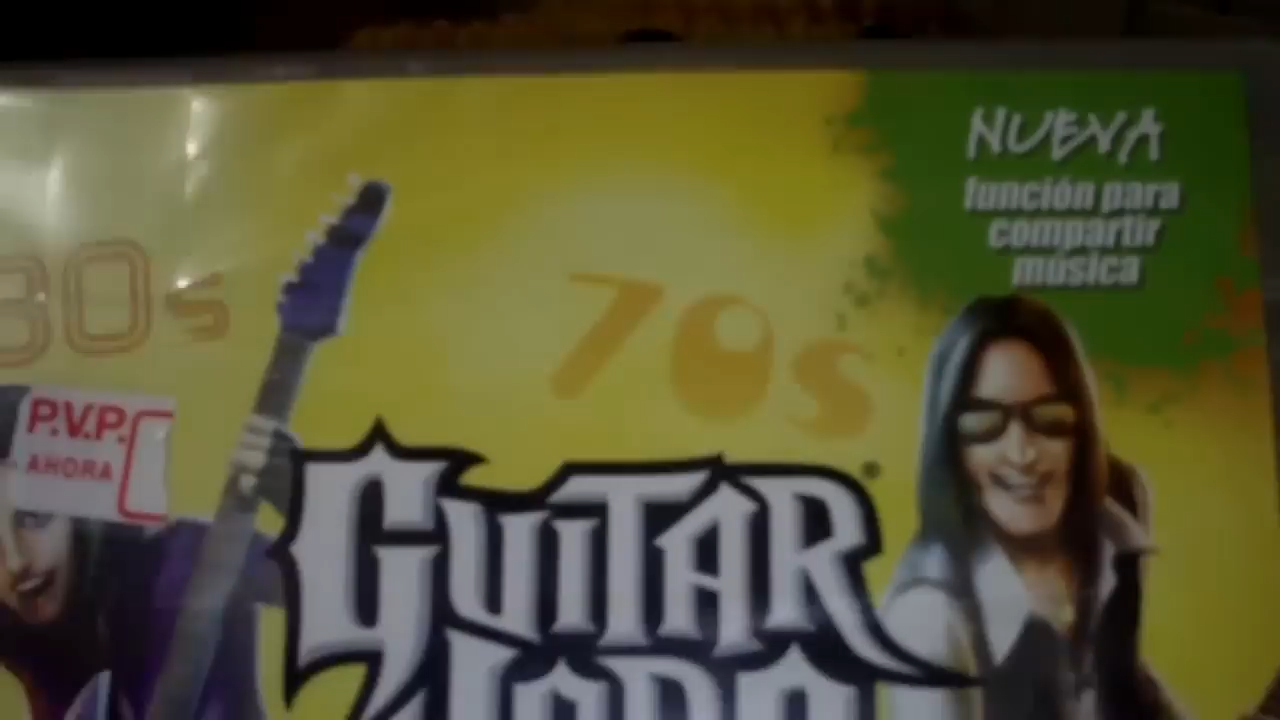 NUEVA
función para
compartir
música
80s
70s
P.V.P.
AHORA
GUITAR